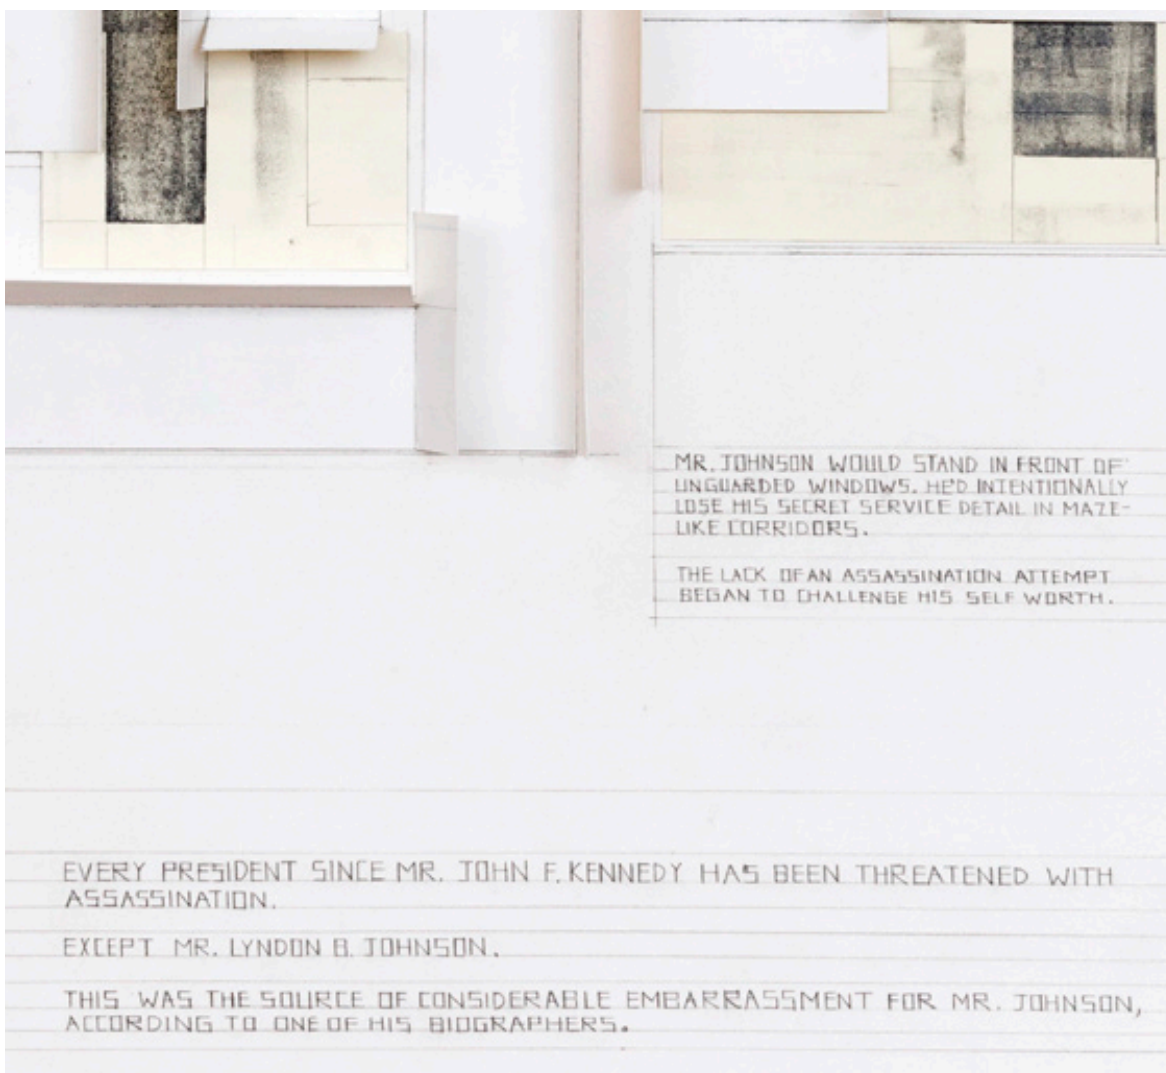 MR. JOHNSON WOULD STAND IN FRONT OF
UNGUARDED WINDOWS. HE'D INTENTIONALLY
LOSE HIS SECRET SERVICE DETAIL IN MAZE-
LIKE CORRIDORS.
THE LACK OF AN ASSASSINATION ATTEMPT
BEGAN TO CHALLENGE HIS SELF WORTH.
EVERY PRESIDENT SINCE MR. JOHN F. KENNEDY HAS BEEN THREATENED WITH
ASSASSINATION.
EXCEPT MR. LYNDON B. JOHNSON.
THIS WAS THE SOURCE OF CONSIDERABLE EMBARRASSMENT FOR MR. JOHNSON,
ACCORDING TO ONE OF HIS BIOGRAPHERS.